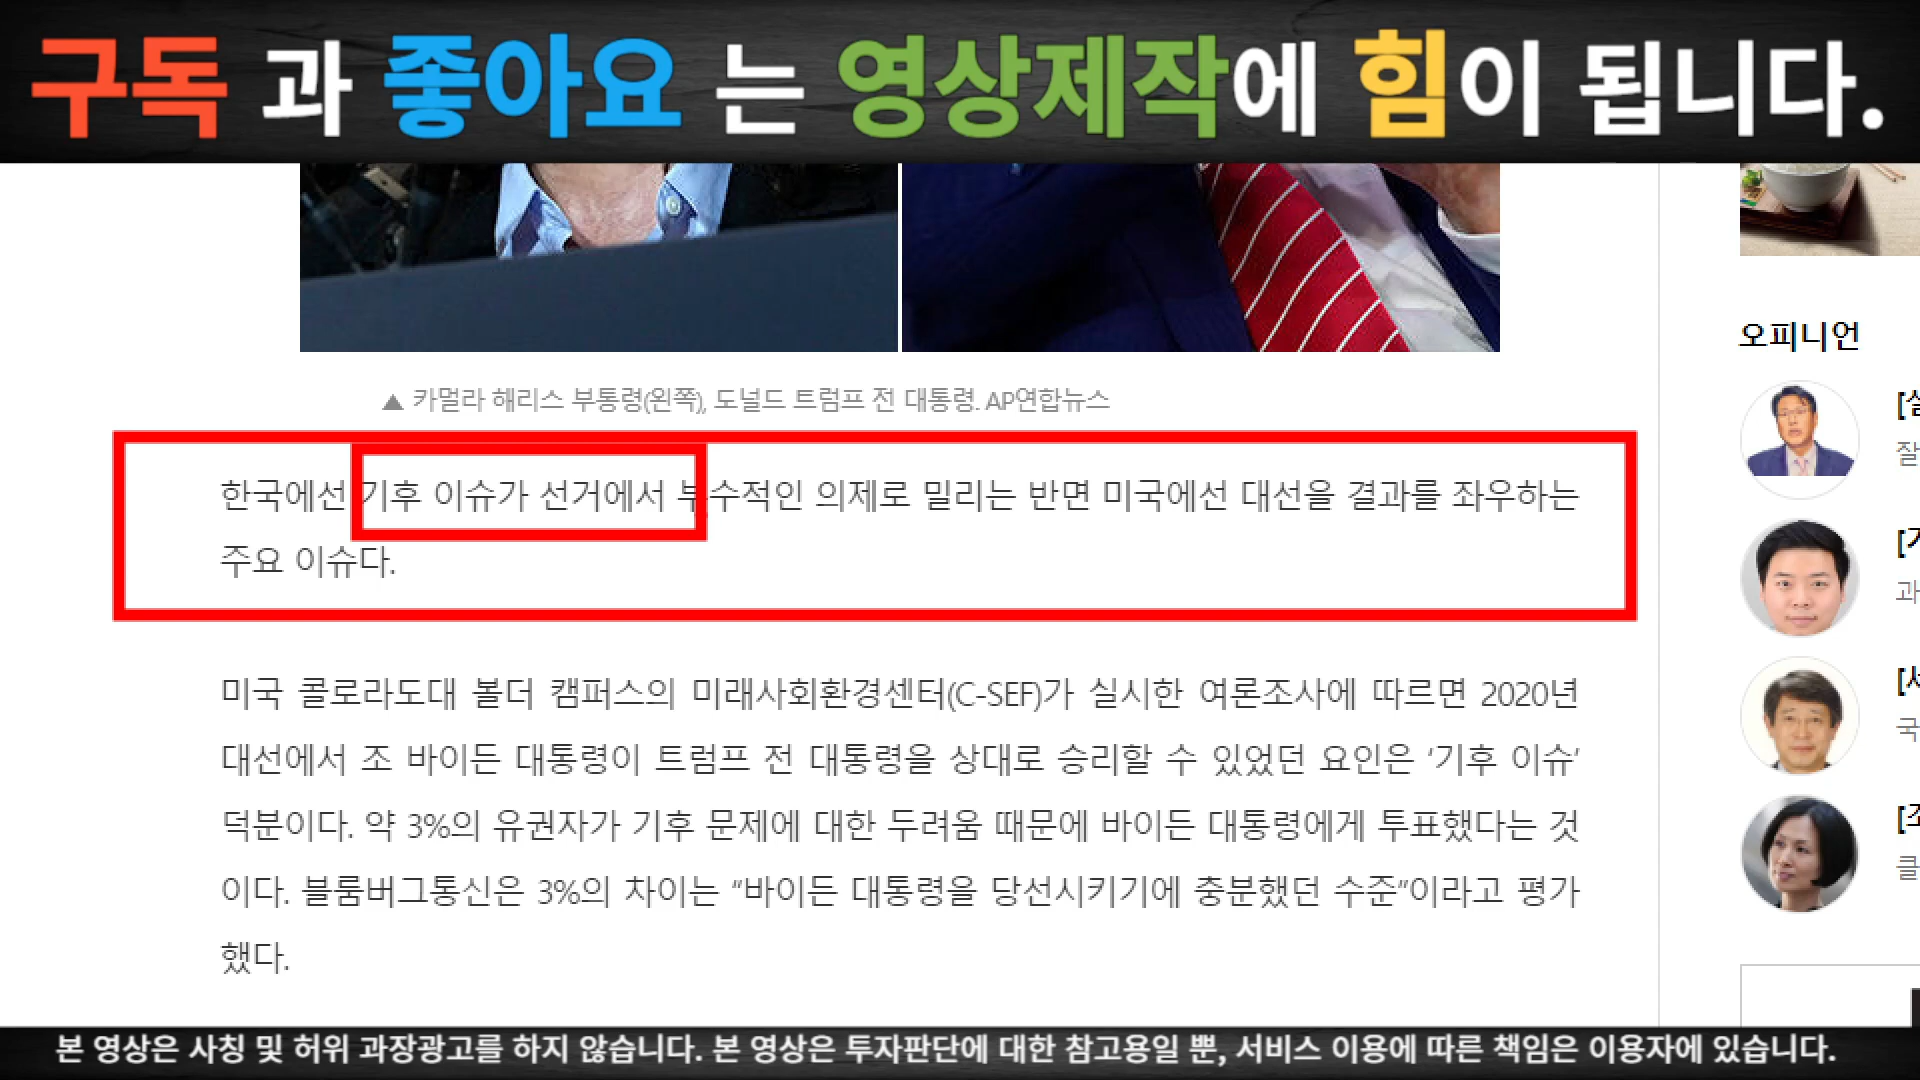 구독 과 좋아요 는 영상제작에 힘이 됩니다.
▲ 카멀라 해리스 부통령(왼쪽), 도널드 트럼프 전 대통령. AP연합뉴스
한국에선 기후 이슈가 선거에서 부수적인 의제로 밀리는 반면 미국에선 대선을 결과를 좌우하는
주요 이슈다.
미국 콜로라도대 볼더 캠퍼스의 미래사회환경센터(C-SEF)가 실시한 여론조사에 따르면 2020년
대선에서 조 바이든 대통령이 트럼프 전 대통령을 상대로 승리할 수 있었던 요인은 ‘기후 이슈’
덕분이다. 약 3%의 유권자가 기후 문제에 대한 두려움 때문에 바이든 대통령에게 투표했다는 것
이다. 블룸버그통신은 3%의 차이는 “바이든 대통령을 당선시키기에 충분했던 수준”이라고 평가
했다.
오피니언
잘
과
국
클
본 영상은 사칭 및 허위 과장광고를 하지 않습니다. 본 영상은 투자판단에 대한 참고용일 뿐, 서비스 이용에 따른 책임은 이용자에 있습니다.